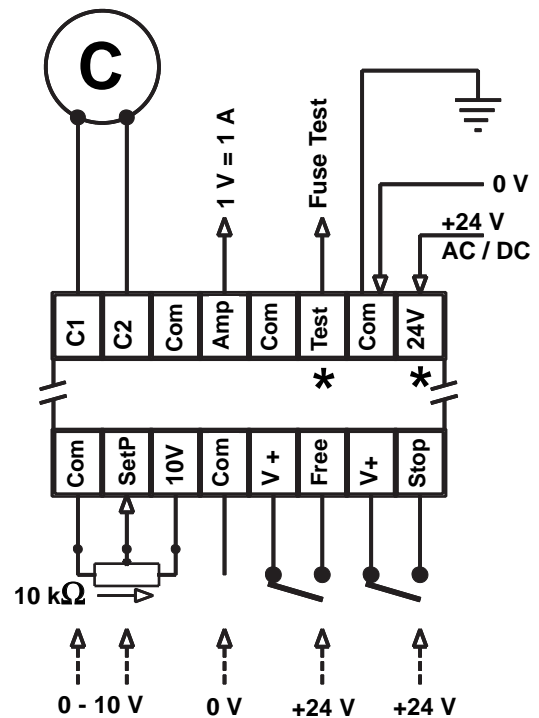 C
1 V = 1 A
Fuse Test
0 V
+24 V
AC / DC
C1 C2 Com Amp Com Test Com 24V
* *
Com SetP 10V Com V + Free V+ Stop
10 kΩ
0 - 10 V 0 V +24 V +24 V